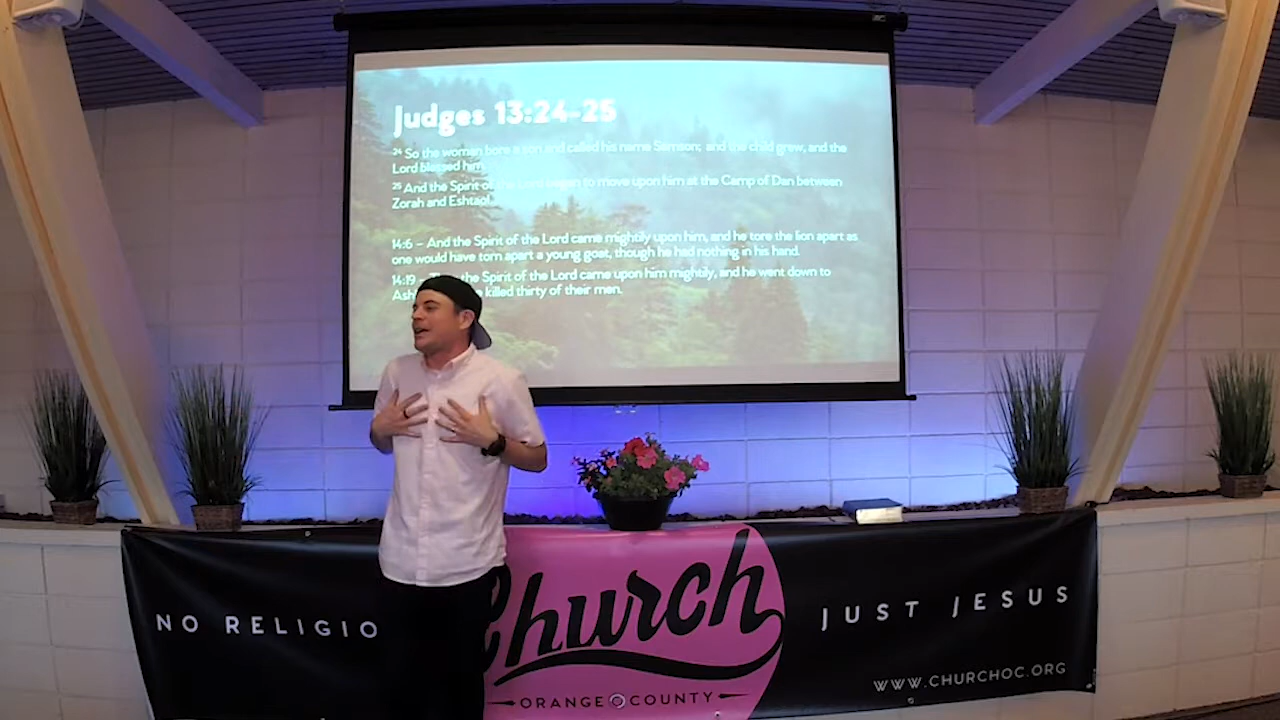 Judges 13:24-25
24 So the woman bore a son and called his name Samson; and the child grew, and the
Lord blessed him.
25 And the Spirit of the Lord began to move upon him at the Camp of Dan between
Zorah and Eshtaol.
14:6 – And the Spirit of the Lord came mightily upon him, and he tore the lion apart as
one would have torn apart a young goat, though he had nothing in his hand.
14:19 – the Spirit of the Lord came upon him mightily, and he went down to
Ash killed thirty of their men.
NO RELIGIO
Church
JUST JESUS
ORANGE COUNTY
WWW.CHURCHOC.ORG